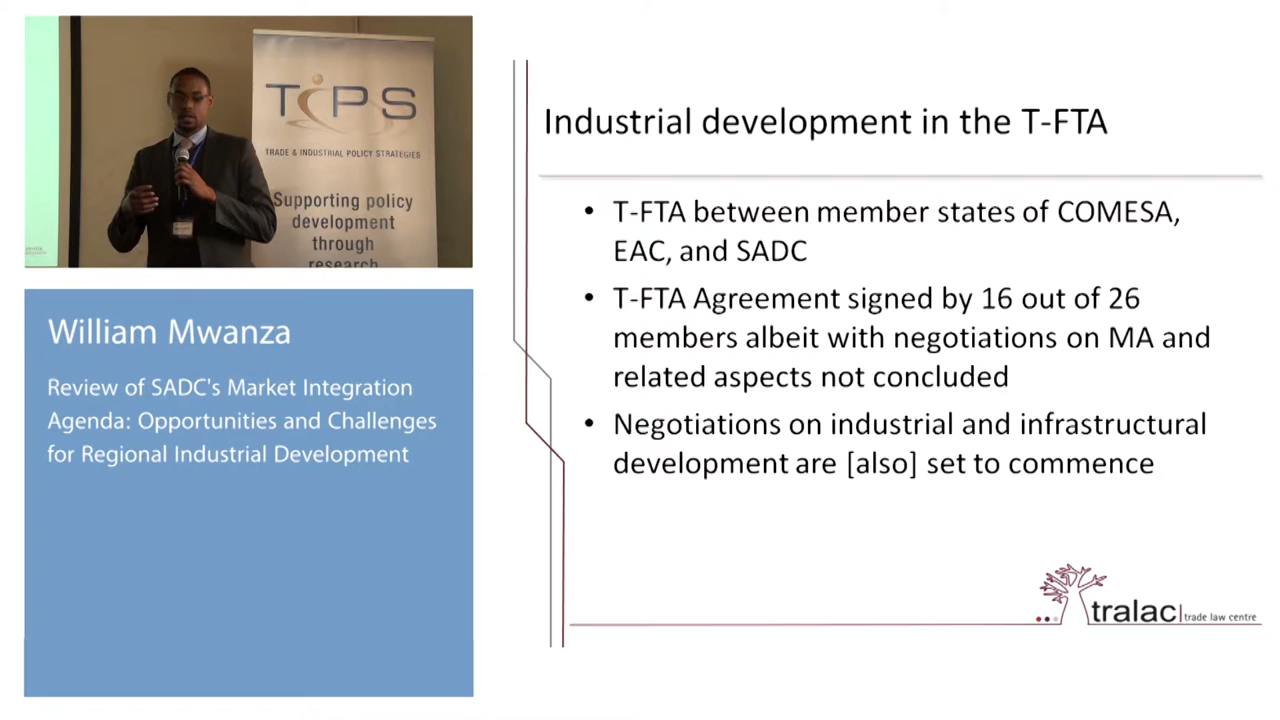 TiPS
TRADE & INDUSTRIAL POLICY STRATEGIES
Supporting policy
development
through
research
William Mwanza
Review of SADC's Market Integration
Agenda: Opportunities and Challenges
for Regional Industrial Development
Industrial development in the T-FTA
• T-FTA between member states of COMESA,
EAC, and SADC
• T-FTA Agreement signed by 16 out of 26
members albeit with negotiations on MA and
related aspects not concluded
• Negotiations on industrial and infrastructural
development are [also] set to commence
tralac| trade law centre